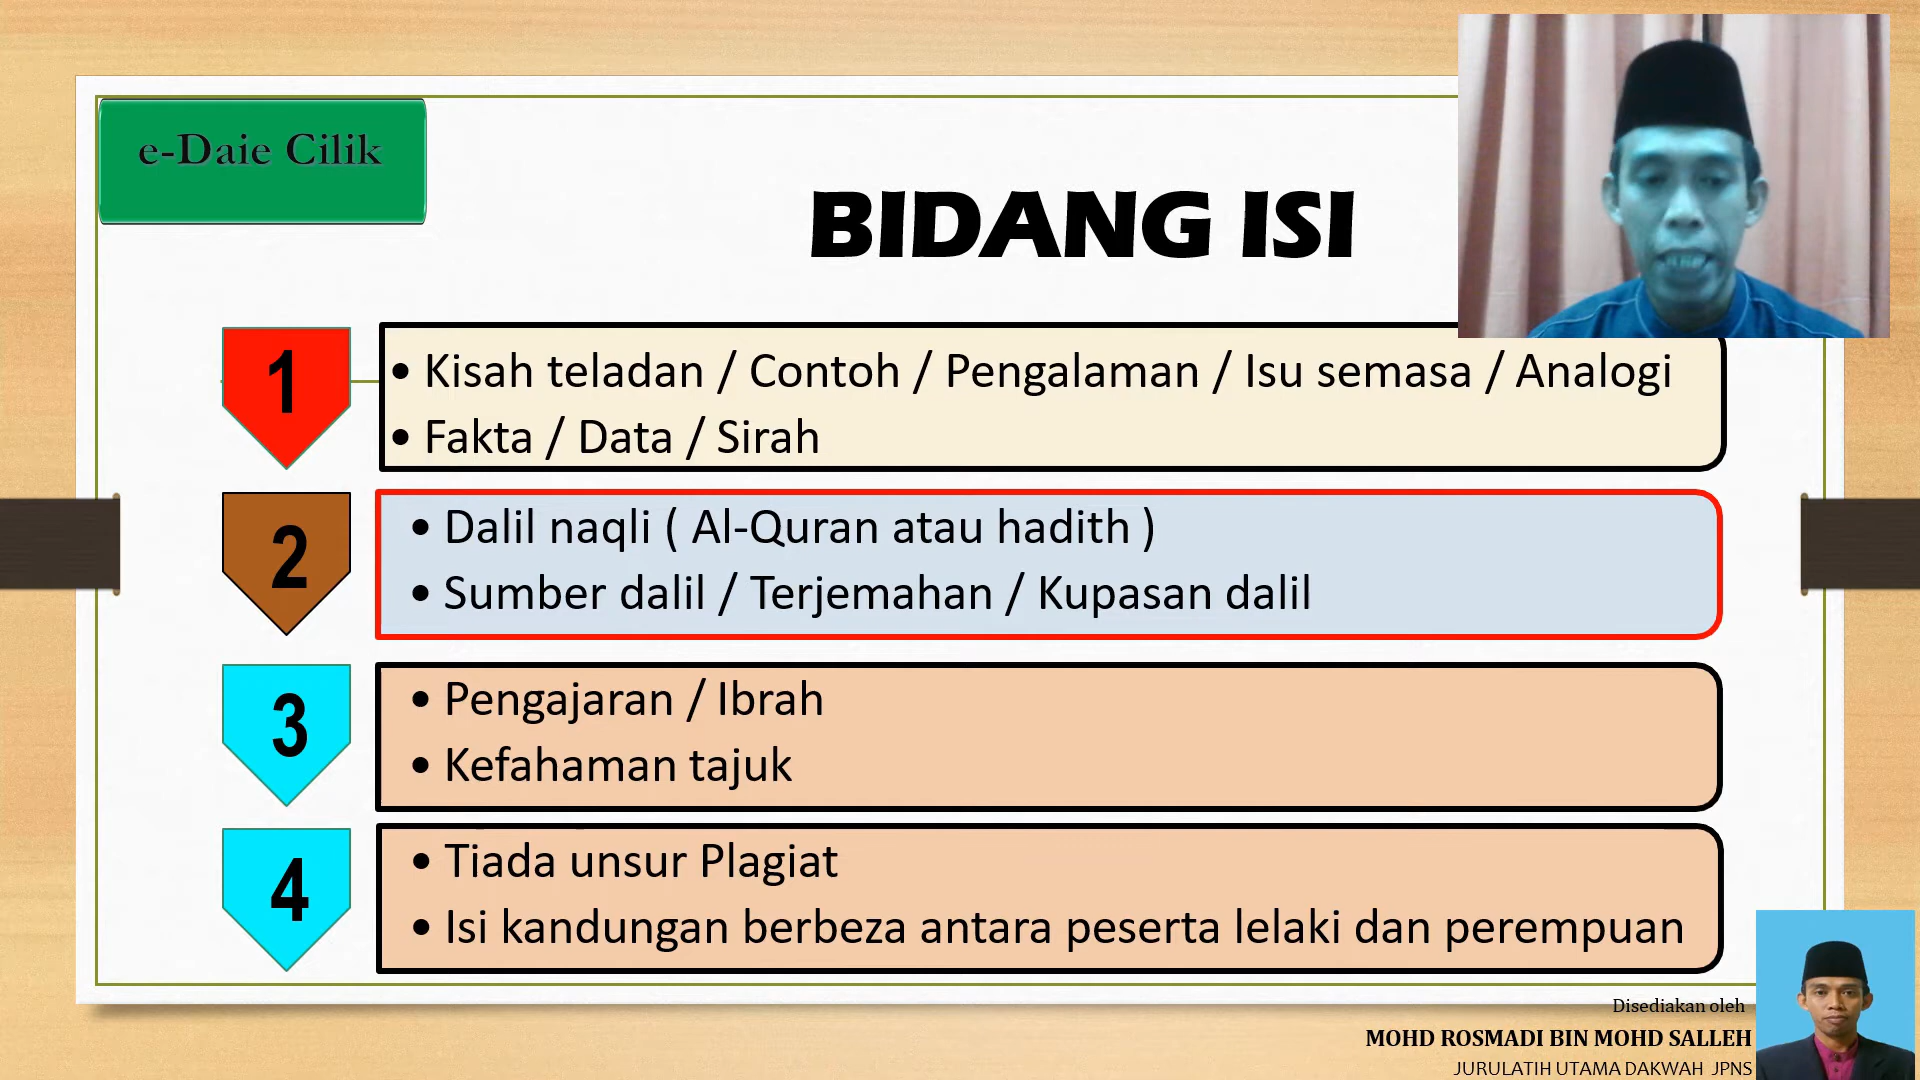 e-Daie Cilik
BIDANG ISI
1
• Kisah teladan / Contoh / Pengalaman / Isu semasa / Analogi
• Fakta / Data / Sirah
2
• Dalil naqli ( Al-Quran atau hadith )
• Sumber dalil / Terjemahan / Kupasan dalil
3
• Pengajaran / Ibrah
• Kefahaman tajuk
4
• Tiada unsur Plagiat
• Isi kandungan berbeza antara peserta lelaki dan perempuan
Disediakan oleh
MOHD ROSMADI BIN MOHD SALLEH
JURULATIH UTAMA DAKWAH JPNS